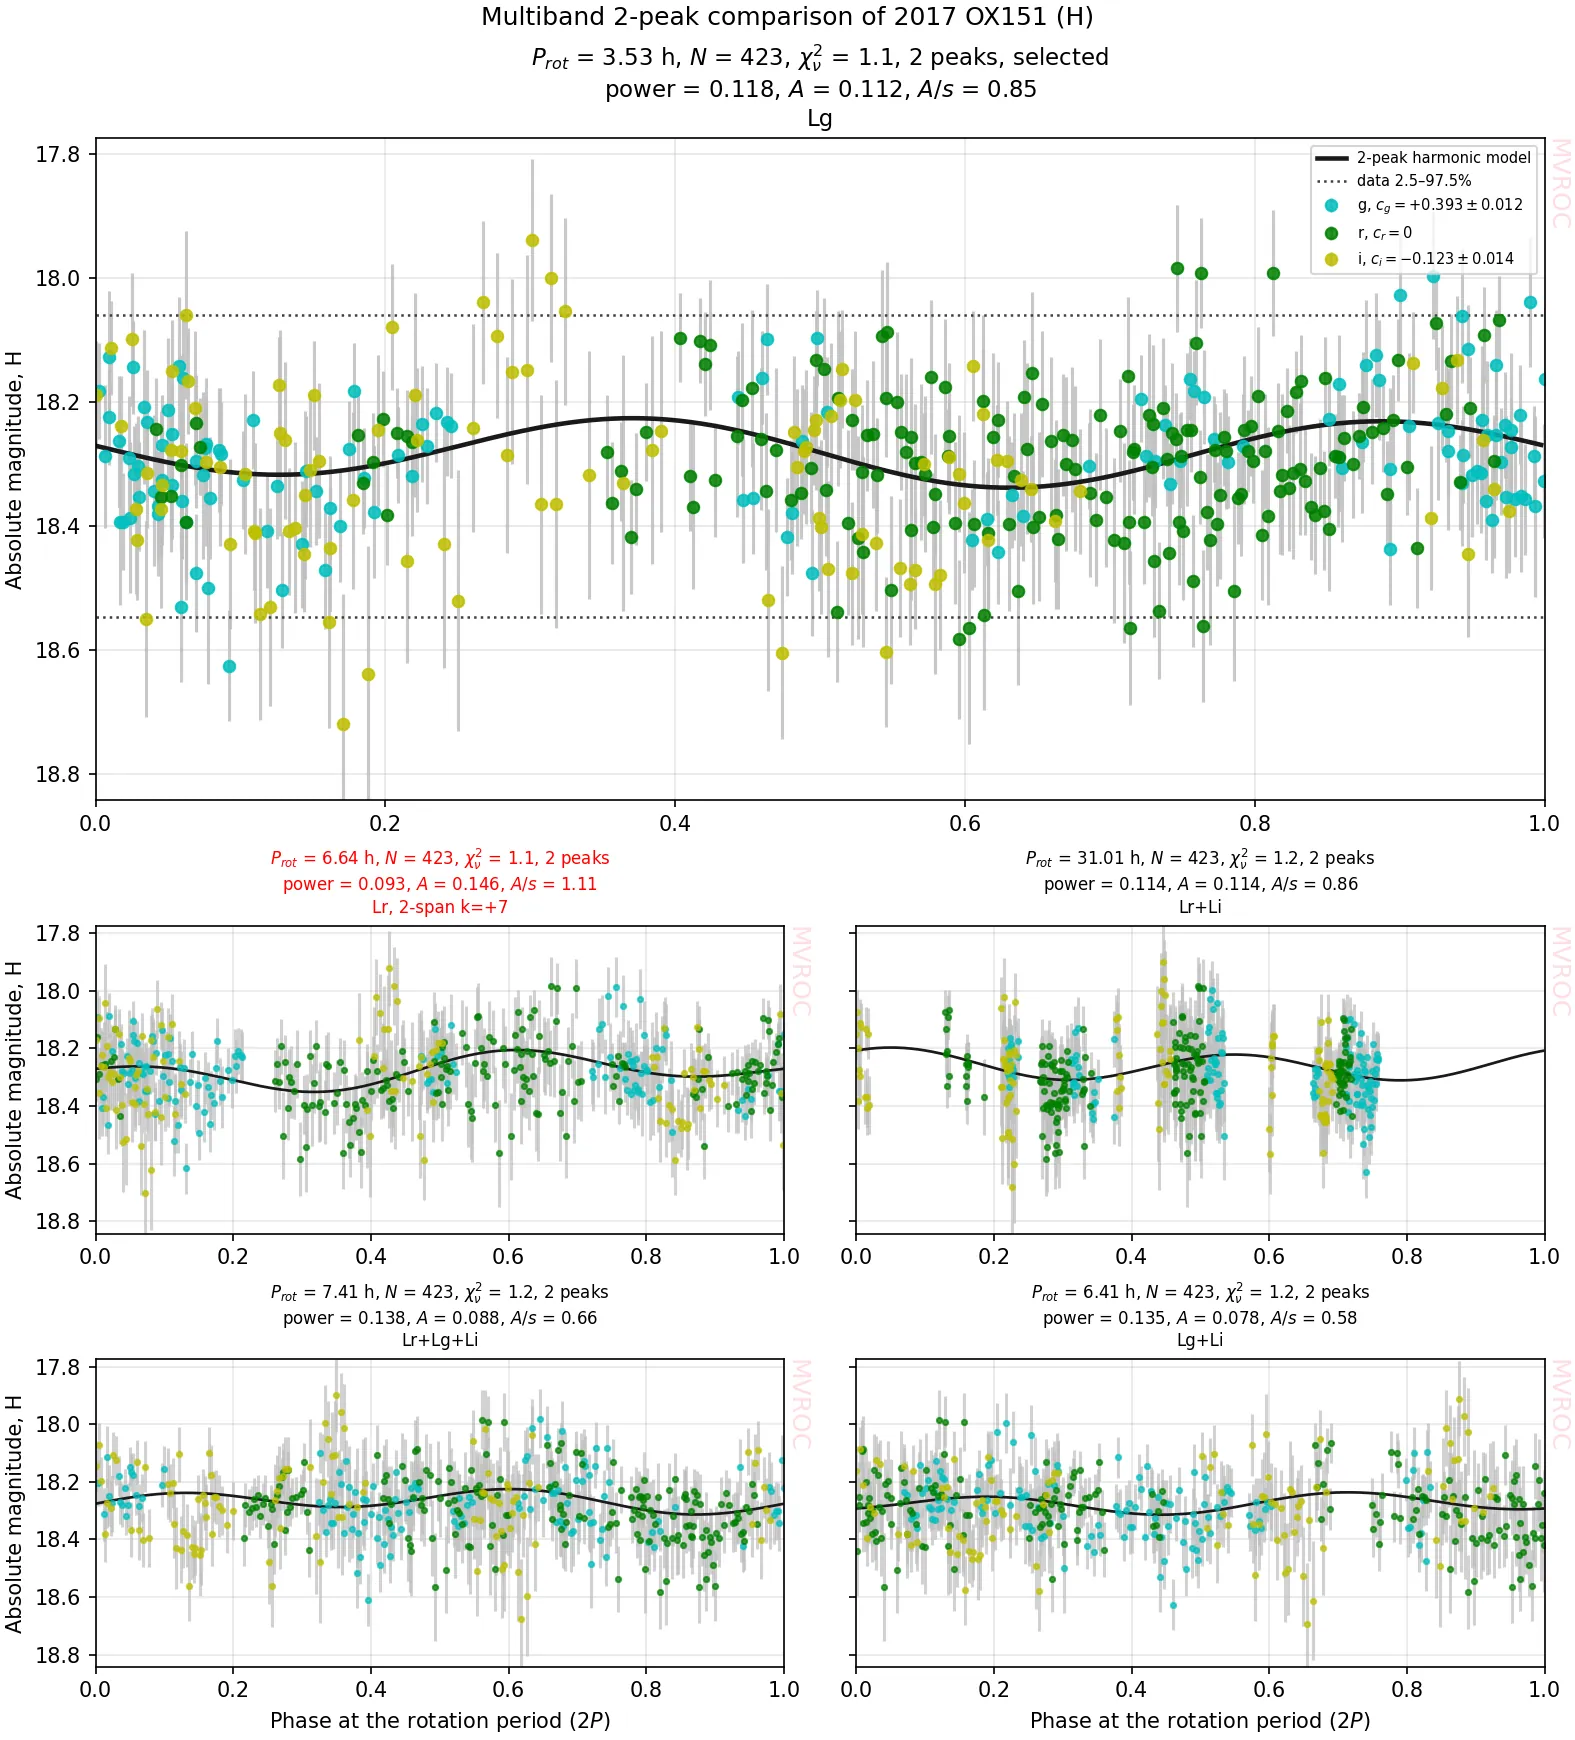 Multiband 2-peak comparison of 2017 OX151 (H)
P_rot = 3.53 h, N = 423, χ²_ν = 1.1, 2 peaks, selected
power = 0.118, A = 0.112, A/s = 0.85
Lg
MVROC
2-peak harmonic model
data 2.5–97.5%
g, c_g = +0.393 ± 0.012
r, c_r = 0
i, c_i = −0.123 ± 0.014
Absolute magnitude, H
17.8
18.0
18.2
18.4
18.6
18.8
0.0 0.2 0.4 0.6 0.8 1.0
P_rot = 6.64 h, N = 423, χ²_ν = 1.1, 2 peaks
power = 0.093, A = 0.146, A/s = 1.11
Lr, 2-span k=+7
MVROC
Absolute magnitude, H
17.8
18.0
18.2
18.4
18.6
18.8
0.0 0.2 0.4 0.6 0.8 1.0
P_rot = 31.01 h, N = 423, χ²_ν = 1.2, 2 peaks
power = 0.114, A = 0.114, A/s = 0.86
Lr+Li
MVROC
0.0 0.2 0.4 0.6 0.8 1.0
P_rot = 7.41 h, N = 423, χ²_ν = 1.2, 2 peaks
power = 0.138, A = 0.088, A/s = 0.66
Lr+Lg+Li
MVROC
Absolute magnitude, H
17.8
18.0
18.2
18.4
18.6
18.8
0.0 0.2 0.4 0.6 0.8 1.0
Phase at the rotation period (2P)
P_rot = 6.41 h, N = 423, χ²_ν = 1.2, 2 peaks
power = 0.135, A = 0.078, A/s = 0.58
Lg+Li
MVROC
0.0 0.2 0.4 0.6 0.8 1.0
Phase at the rotation period (2P)